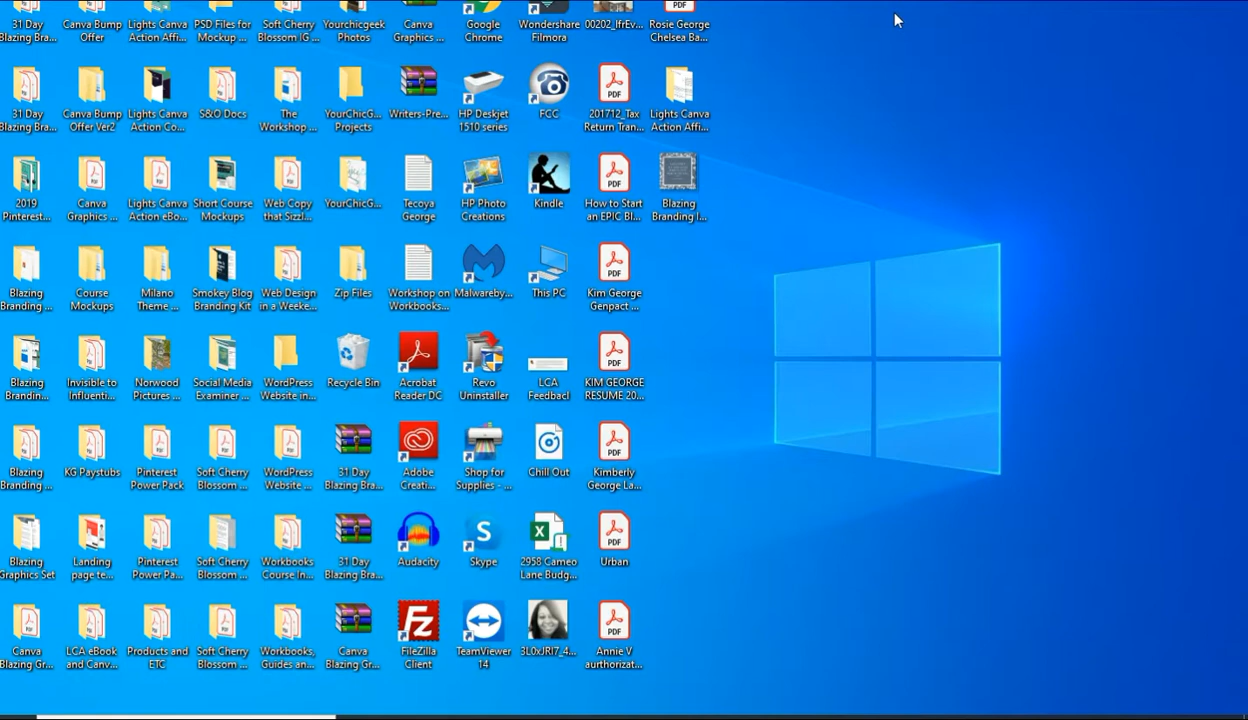 31 Day
Blazing Bra...
Canva Bump
Offer
Lights Canva
Action Affi...
PSD Files for
Mockup ...
Soft Cherry
Blossom IG ...
Yourchicgeek
Photos
Canva
Graphics ...
Google
Chrome
Wondershare
Filmora
00202_IfrEv...
PDF
Rosie George
Chelsea Ba...
31 Day
Blazing Bra...
Canva Bump
Offer Ver2
Lights Canva
Action Co...
S&O Docs
The
Workshop ...
YourChicG...
Projects
Writers-Pre...
HP Deskjet
1510 series
FCC
PDF
201712_Tax
Return Tran...
Lights Canva
Action Affi...
2019
Pinterest...
Canva
Graphics ...
Lights Canva
Action eBo...
Short Course
Mockups
Web Copy
that Sizzl...
YourChicG...
Tecoya
George
HP Photo
Creations
Kindle
PDF
How to Start
an EPIC Bl...
Blazing
Branding I...
Blazing
Branding ...
Course
Mockups
Milano
Theme ...
Smokey Blog
Branding Kit
Web Design
in a Weeke...
Zip Files
Workshop on
Workbooks...
Malwareby...
This PC
PDF
Kim George
Genpact ...
Blazing
Brandin...
Invisible to
Influenti...
Norwood
Pictures ...
Social Media
Examiner ...
WordPress
Website in...
Recycle Bin
Acrobat
Reader DC
Revo
Uninstaller
LCA
Feedbacl
PDF
KIM GEORGE
RESUME 20...
Blazing
Branding ...
KG Paystubs
Pinterest
Power Pack
Soft Cherry
Blossom ...
WordPress
Website ...
31 Day
Blazing Bra...
Adobe
Creati...
Shop for
Supplies - ...
Chill Out
PDF
Kimberly
George La...
Blazing
Graphics Set
Landing
page te...
Pinterest
Power Pa...
Soft Cherry
Blossom ...
Workbooks
Course In...
31 Day
Blazing Bra...
Audacity
Skype
2958 Cameo
Lane Budg...
PDF
Urban
Canva
Blazing Gr...
LCA eBook
and Canv...
Products and
ETC
Soft Cherry
Blossom ...
Workbooks,
Guides an...
Canva
Blazing Gr...
FileZilla
Client
TeamViewer
14
3L0xJRl7_4...
PDF
Annie V
aurthorizat...